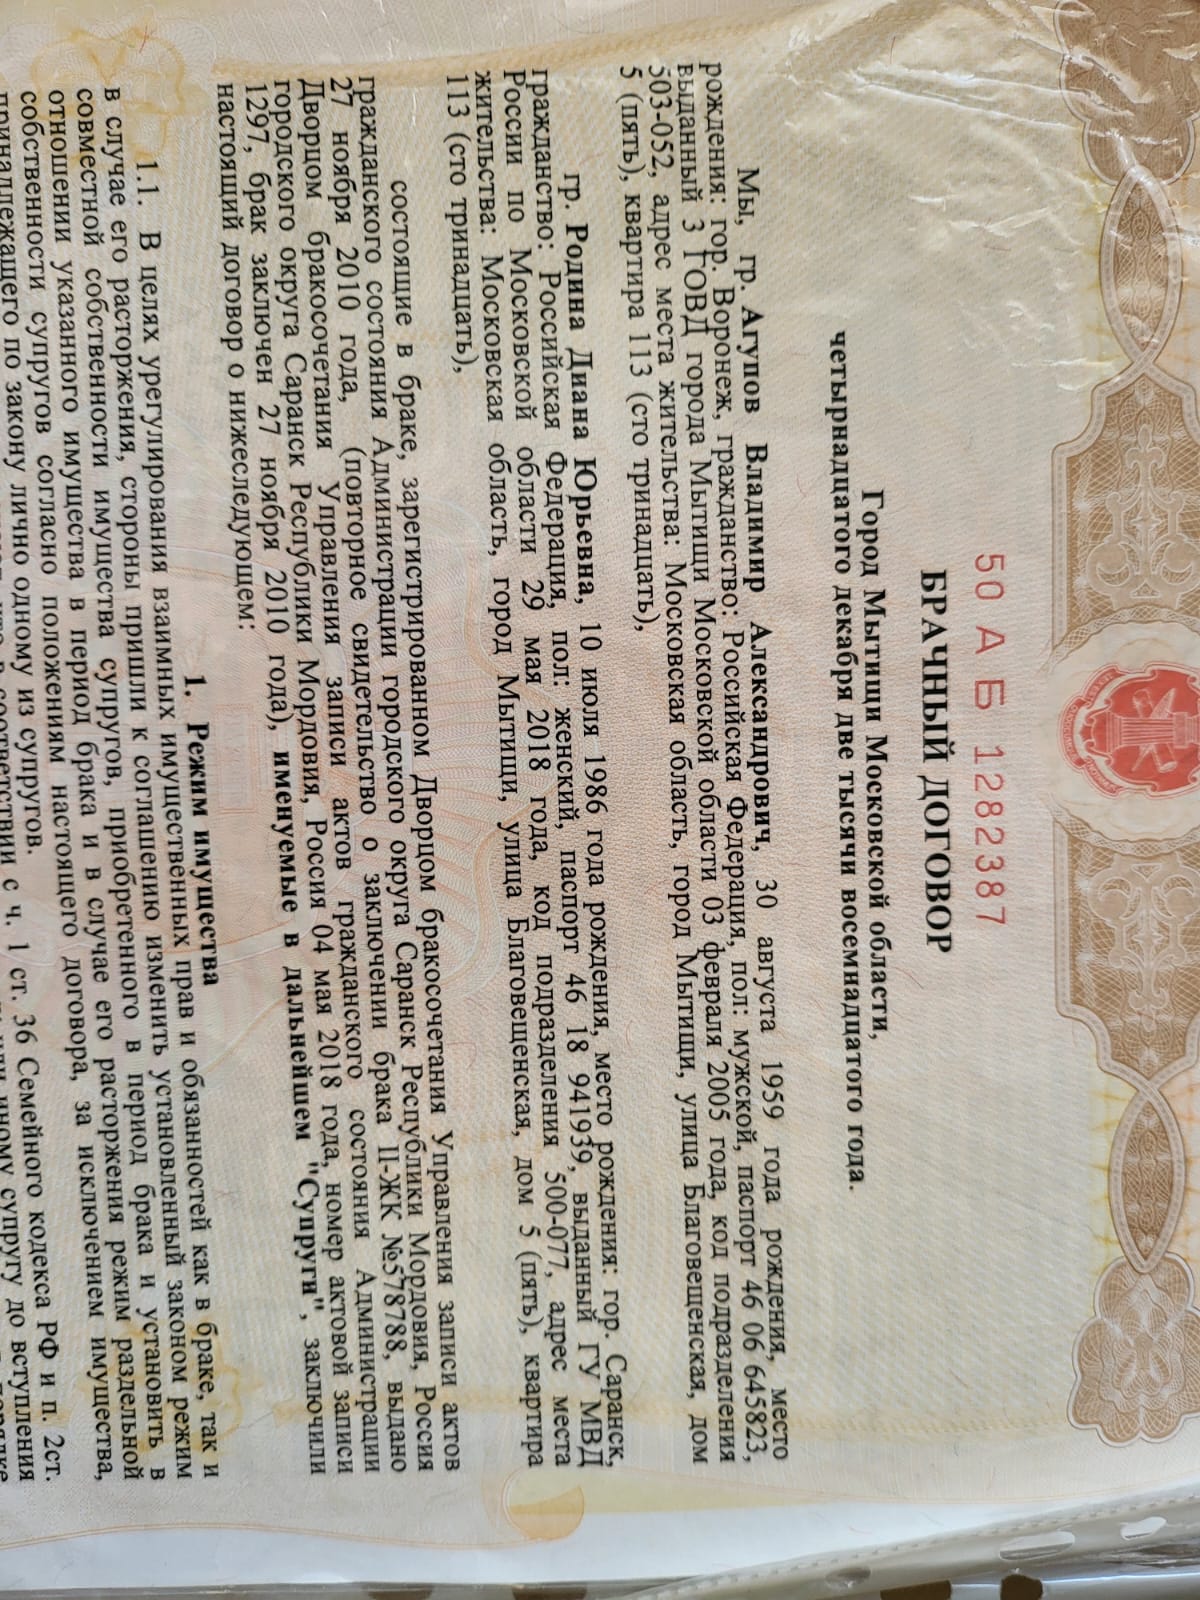 50 АБ 1282387
БРАЧНЫЙ ДОГОВОР
Город Мытищи Московской области,
четырнадцатого декабря две тысячи восемнадцатого года.
Мы, гр. Агупов Владимир Александрович, 30 августа 1959 года рождения, место
рождения: гор. Воронеж, гражданство: Российская Федерация, пол: мужской, паспорт 46 06 645823,
выданный 3 ГОВД города Мытищи Московской области 03 февраля 2005 года, код подразделения
503-052, адрес места жительства: Московская область, город Мытищи, улица Благовещенская, дом
5 (пять), квартира 113 (сто тринадцать),
гр. Родина Диана Юрьевна, 10 июля 1986 года рождения, место рождения: гор. Саранск,
гражданство: Российская Федерация, пол: женский, паспорт 46 18 941939, выданный ГУ МВД
России по Московской области 29 мая 2018 года, код подразделения 500-077, адрес места
жительства: Московская область, город Мытищи, улица Благовещенская, дом 5 (пять), квартира
113 (сто тринадцать),
состоящие в браке, зарегистрированном Дворцом бракосочетания Управления записи актов
гражданского состояния Администрации городского округа Саранск Республики Мордовия, Россия
27 ноября 2010 года, (повторное свидетельство о заключении брака II-ЖК №578788, выдано
Дворцом бракосочетания Управления записи актов гражданского состояния Администрации
городского округа Саранск Республики Мордовия, Россия 04 мая 2018 года, номер актовой записи
1297, брак заключен 27 ноября 2010 года), именуемые в дальнейшем "Супруги", заключили
настоящий договор о нижеследующем:
1. Режим имущества
1.1. В целях урегулирования взаимных имущественных прав и обязанностей как в браке, так и
в случае его расторжения, стороны пришли к соглашению изменить установленный законом режим
совместной собственности имущества супругов, приобретенного в период брака и установить в
отношении указанного имущества в период брака и в случае его расторжения режим раздельной
собственности супругов согласно положениям настоящего договора, за исключением имущества,
принадлежащего по закону лично одному из супругов.
в соответствии с ч. 1 ст. 36 Семейного кодекса РФ и п. 2ст.
или иному супругу до вступления